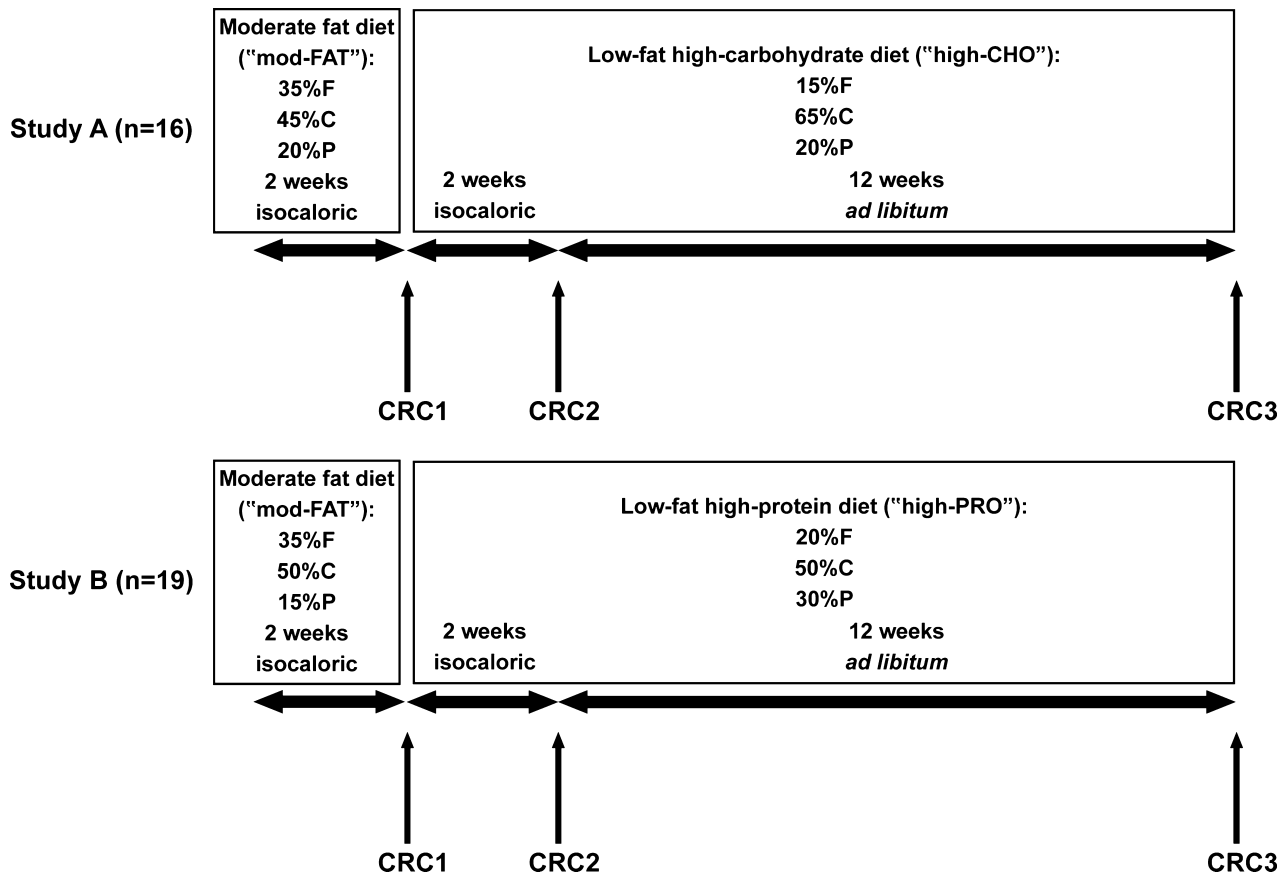 Moderate fat diet
(‟mod-FAT”):
35%F
45%C
20%P
2 weeks
isocaloric
Study A (n=16)
Low-fat high-carbohydrate diet (‟high-CHO”):
15%F
65%C
20%P
2 weeks
isocaloric
12 weeks
ad libitum
CRC1
CRC2
CRC3
Moderate fat diet
(‟mod-FAT”):
35%F
50%C
15%P
2 weeks
isocaloric
Study B (n=19)
Low-fat high-protein diet (‟high-PRO”):
20%F
50%C
30%P
2 weeks
isocaloric
12 weeks
ad libitum
CRC1
CRC2
CRC3